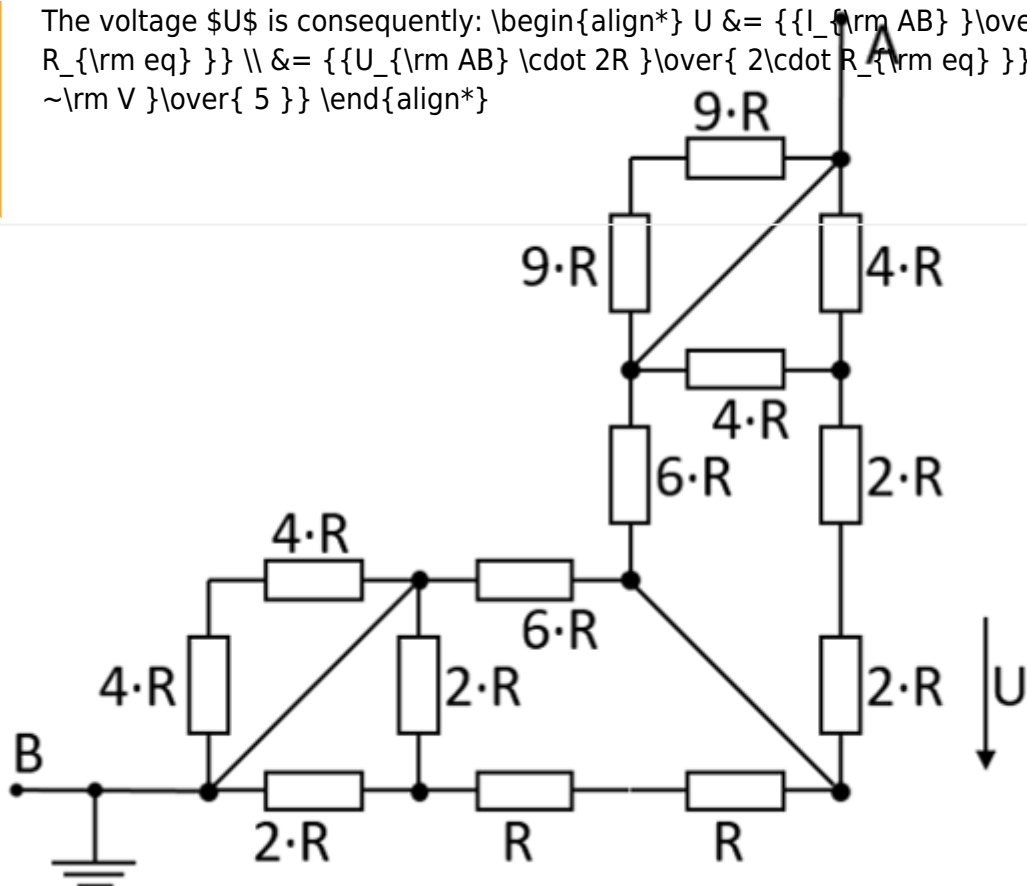 The voltage $U$ is consequently: \begin{align*} U &= {{I_{\rm AB} }\ove
R_{\rm eq} }} \\ &= {{U_{\rm AB} \cdot 2R }\over{ 2\cdot R_{\rm eq} }}
~\rm V }\over{ 5 }} \end{align*}
A
9·R
9·R
4·R
4·R
6·R
2·R
4·R
6·R
4·R
2·R
2·R
U
B
2·R
R
R